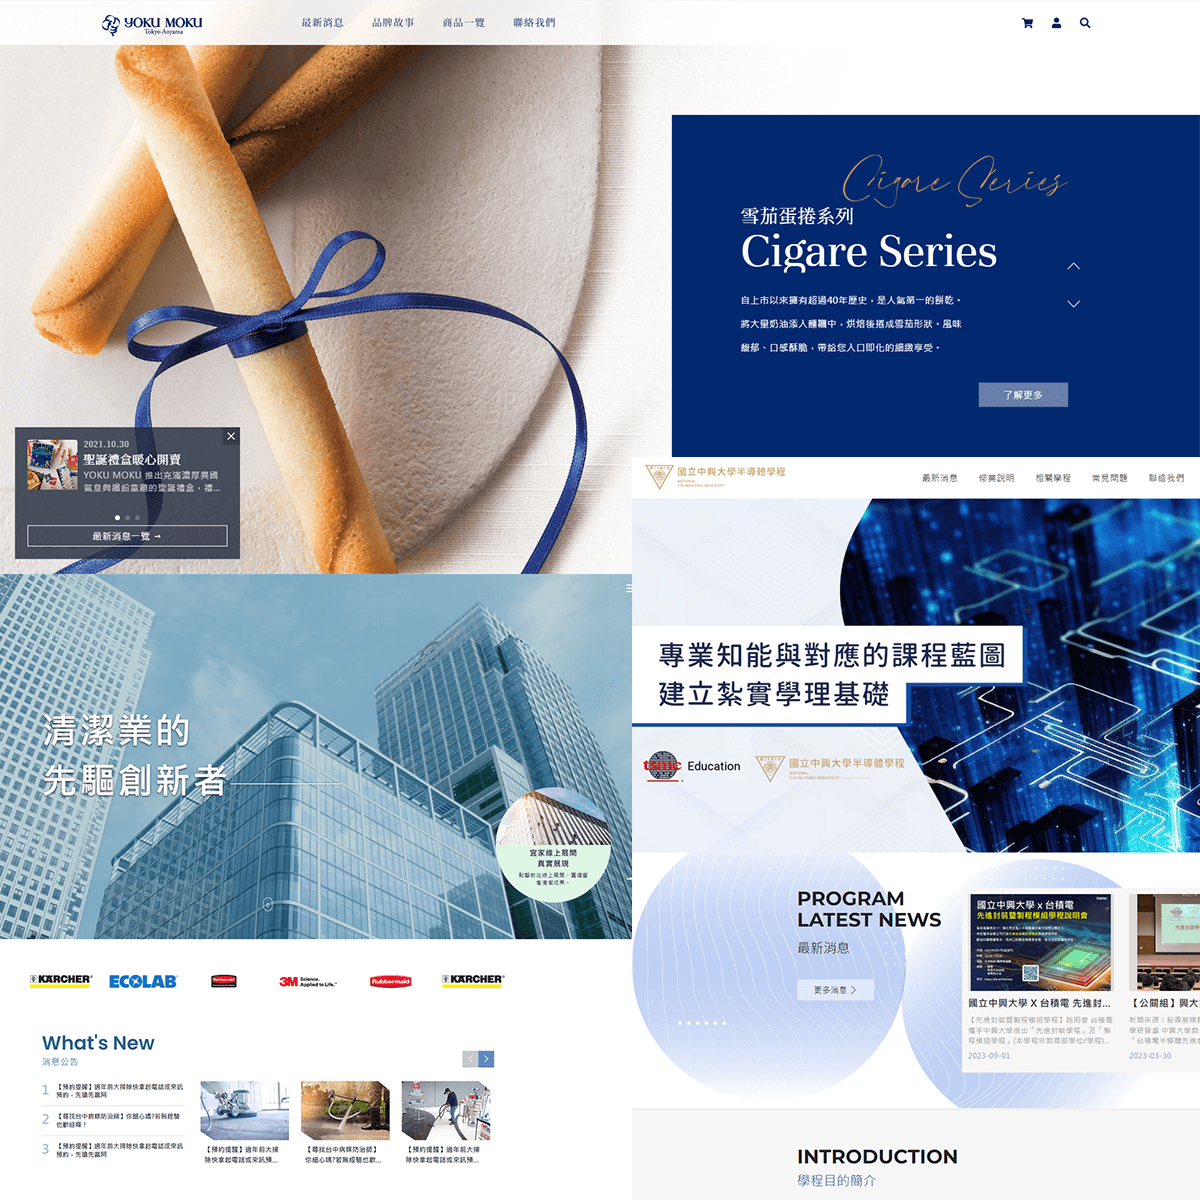 YOKU MOKU
Tokyo Aoyama
最新消息
品牌故事
商品一覽
聯絡我們
Cigare Series
雪茄蛋捲系列
Cigare Series
自上市以來擁有超過40年歷史，是人氣第一的餅乾。
將大量奶油添入麵糰中，烘焙後捲成雪茄形狀。風味
馥郁、口感酥脆，帶給您入口即化的細緻享受。
了解更多
2021.10.30
聖誕禮盒暖心開賣
YOKU MOKU 推出充滿濃厚異國
氣息與繽紛童趣的聖誕禮盒，禮...
最新消息一覽 →
國立中興大學半導體學程
最新消息
修業說明
相關學程
常見問題
聯絡我們
專業知能與對應的課程藍圖
建立紮實學理基礎
tsmc Education
國立中興大學半導體學程
清潔業的
先驅創新者
宜家線上展間
真實展現
KÄRCHER
ECOLAB
Rubbermaid
3M Science.
Applied to Life.
Rubbermaid
KÄRCHER
What's New
消息公告
1 【預約提醒】過年前大掃除快拿起電話或來訊
預約，先搶先贏阿
2 【尋找台中病媒防治師】你細心嗎?若無經驗
也歡迎喔！
3 【預約提醒】過年前大掃除快拿起電話或來訊
預約，先搶先贏阿
【預約提醒】過年前大掃
除快拿起電話或來訊預...
【尋找台中病媒防治師】
你細心嗎?若無經驗也歡...
【預約提醒】過年前大掃
除快拿起電話或來訊預...
PROGRAM
LATEST NEWS
最新消息
更多消息
國立中興大學 x 台積電
先進封裝暨製程模組學程說明會
國立中興大學 X 台積電 先進封...
【先進封裝暨製程模組學程】說明會 台積電
攜手中興大學推出「先進封裝學程」及「製
程模組學程」(本學程非教育部學位/學程)...
2023-09-01
【公關組】興大
新聞來源：秘書室媒
學研發處 中興大學與
「台積電半導體先進
2023-03-30
INTRODUCTION
學程目的簡介